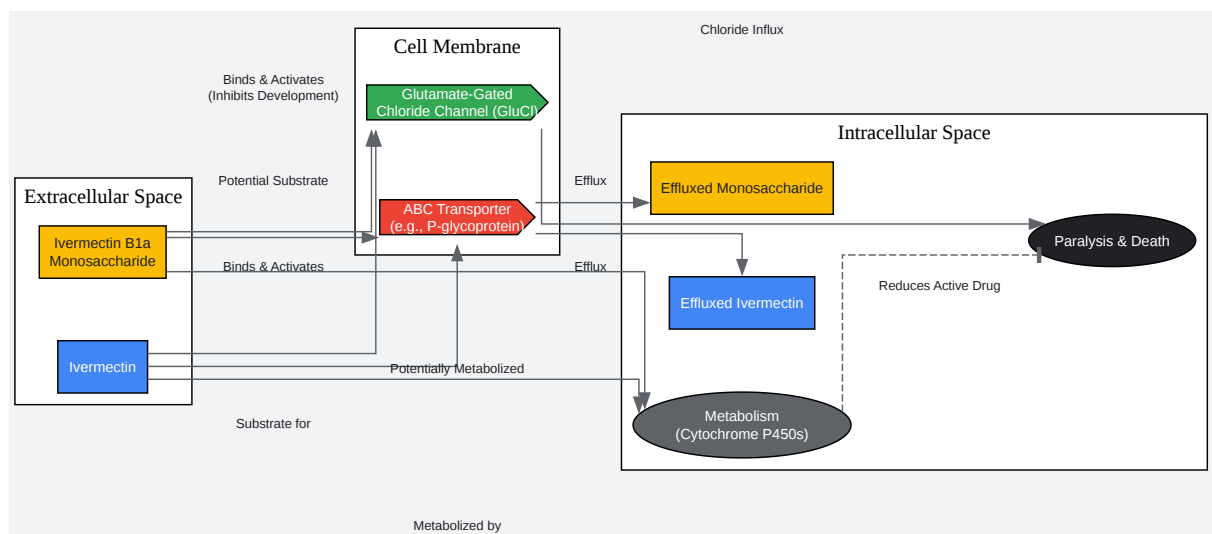 Chloride Influx
Cell Membrane
Binds & Activates
(Inhibits Development)
Glutamate-Gated
Chloride Channel (GluCl)
Intracellular Space
Potential Substrate
Efflux
Effluxed Monosaccharide
Extracellular Space
ABC Transporter
(e.g., P-glycoprotein)
Ivermectin B1a
Monosaccharide
Paralysis & Death
Binds & Activates
Efflux
Reduces Active Drug
Effluxed Ivermectin
Ivermectin
Potentially Metabolized
Metabolism
(Cytochrome P450s)
Substrate for
Metabolized by